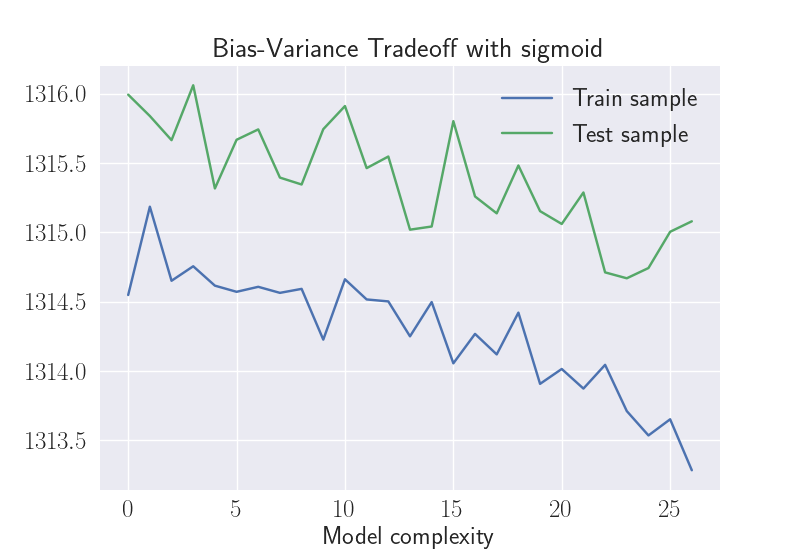 Bias-Variance Tradeoff with sigmoid
1316.0
1315.5
1315.0
1314.5
1314.0
1313.5
Train sample
Test sample
0 5 10 15 20 25
Model complexity